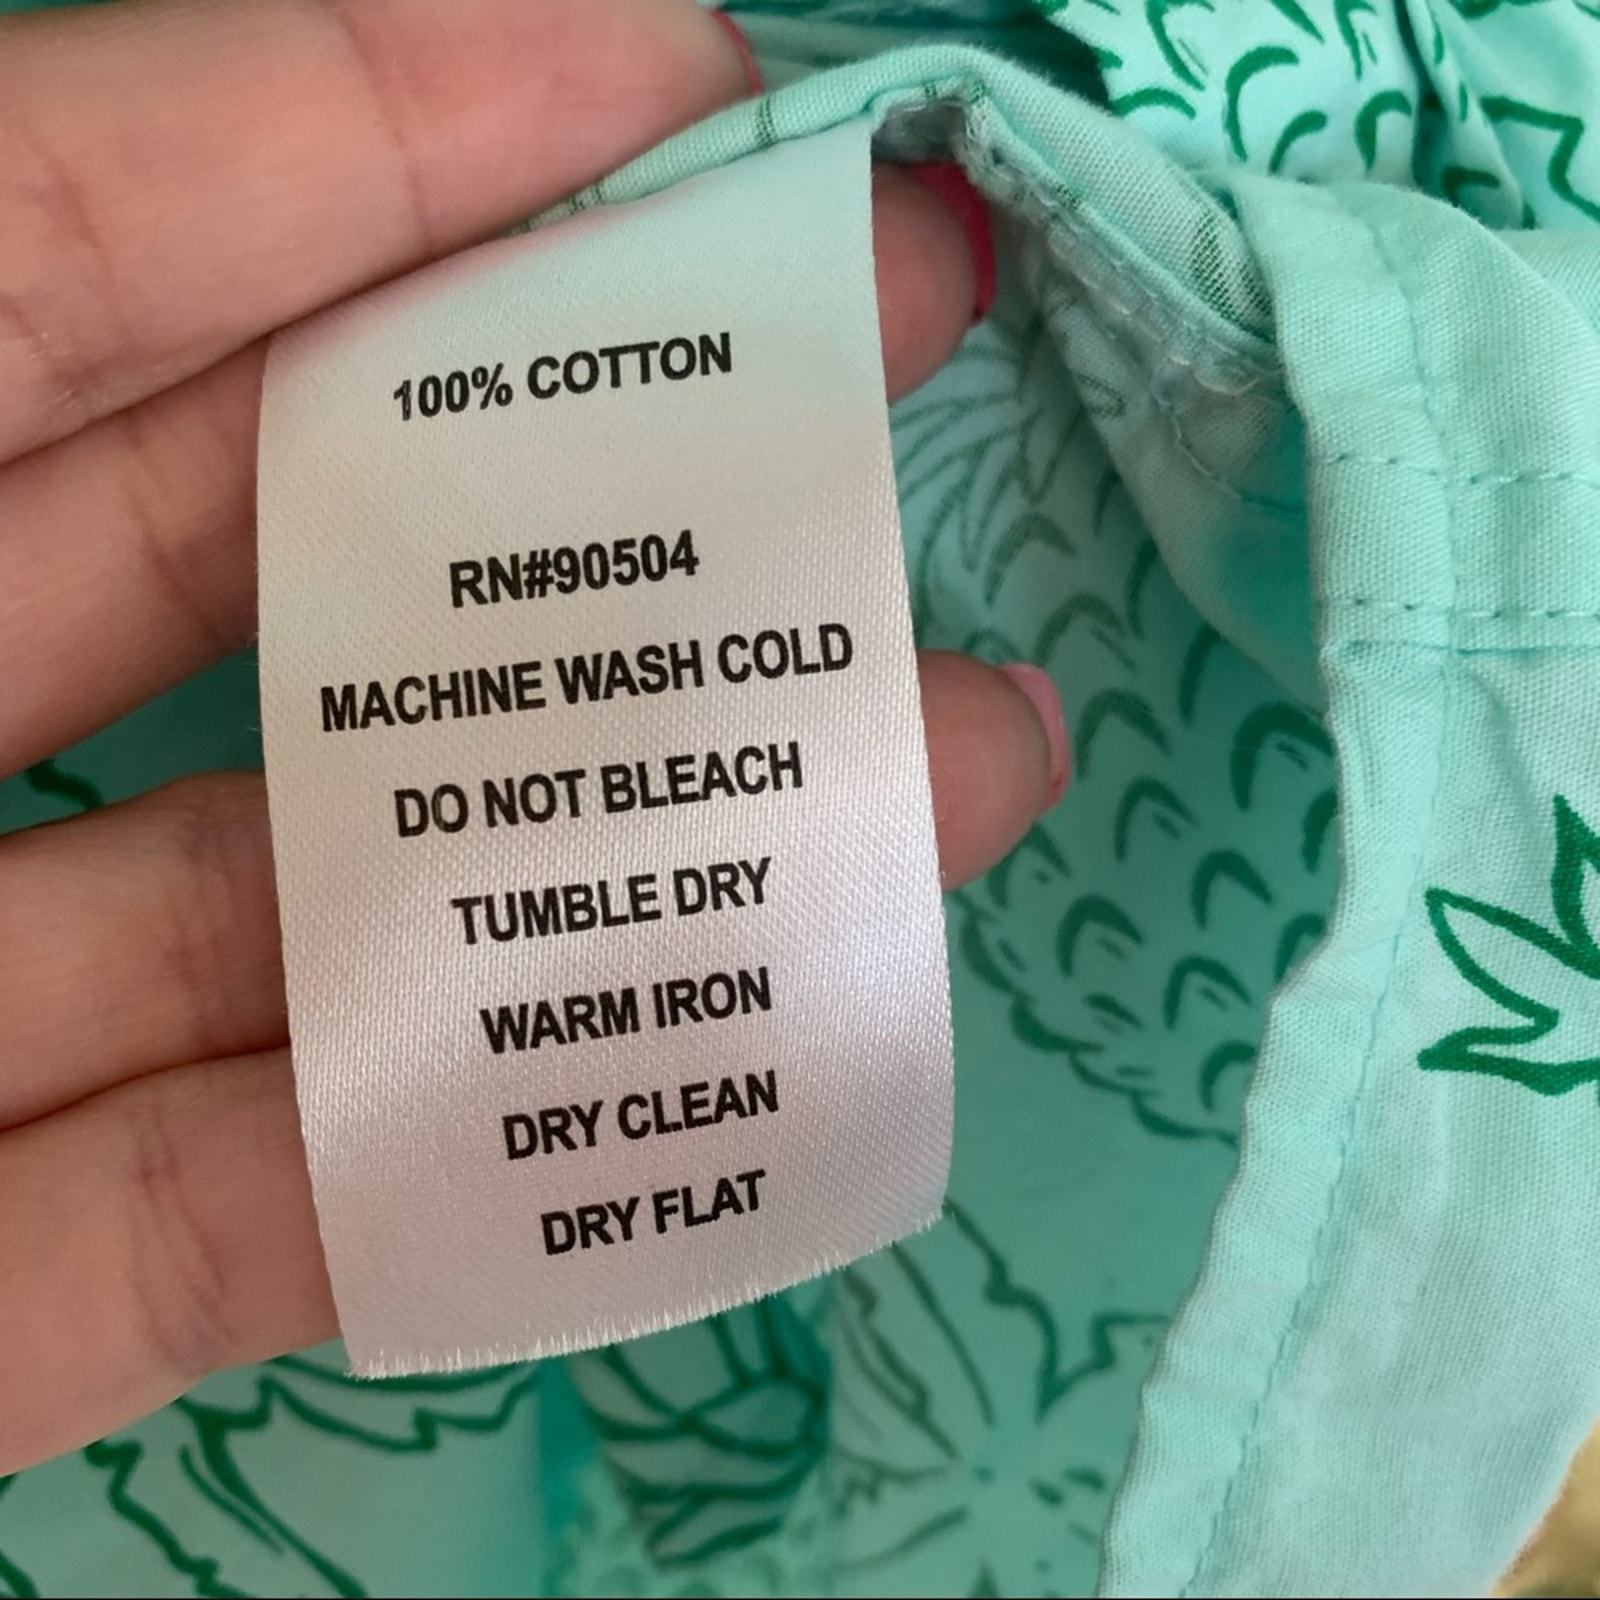 100% COTTON
RN#90504
MACHINE WASH COLD
DO NOT BLEACH
TUMBLE DRY
WARM IRON
DRY CLEAN
DRY FLAT